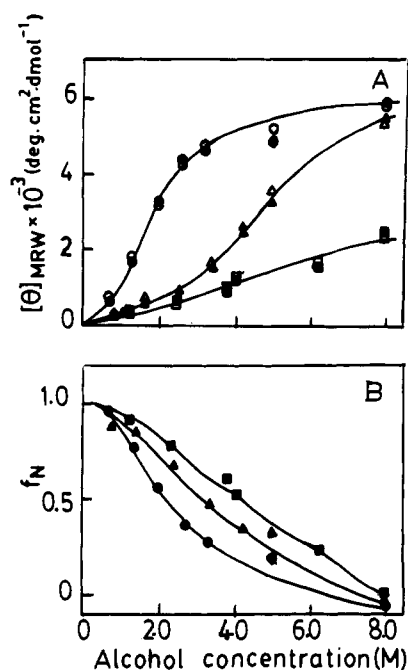 A
[θ]MRW × 10⁻³ (deg.cm²·dmol⁻¹)
6
4
2
0
B
fN
1.0
0.5
0
0 2.0 4.0 6.0 8.0
Alcohol concentration(M)